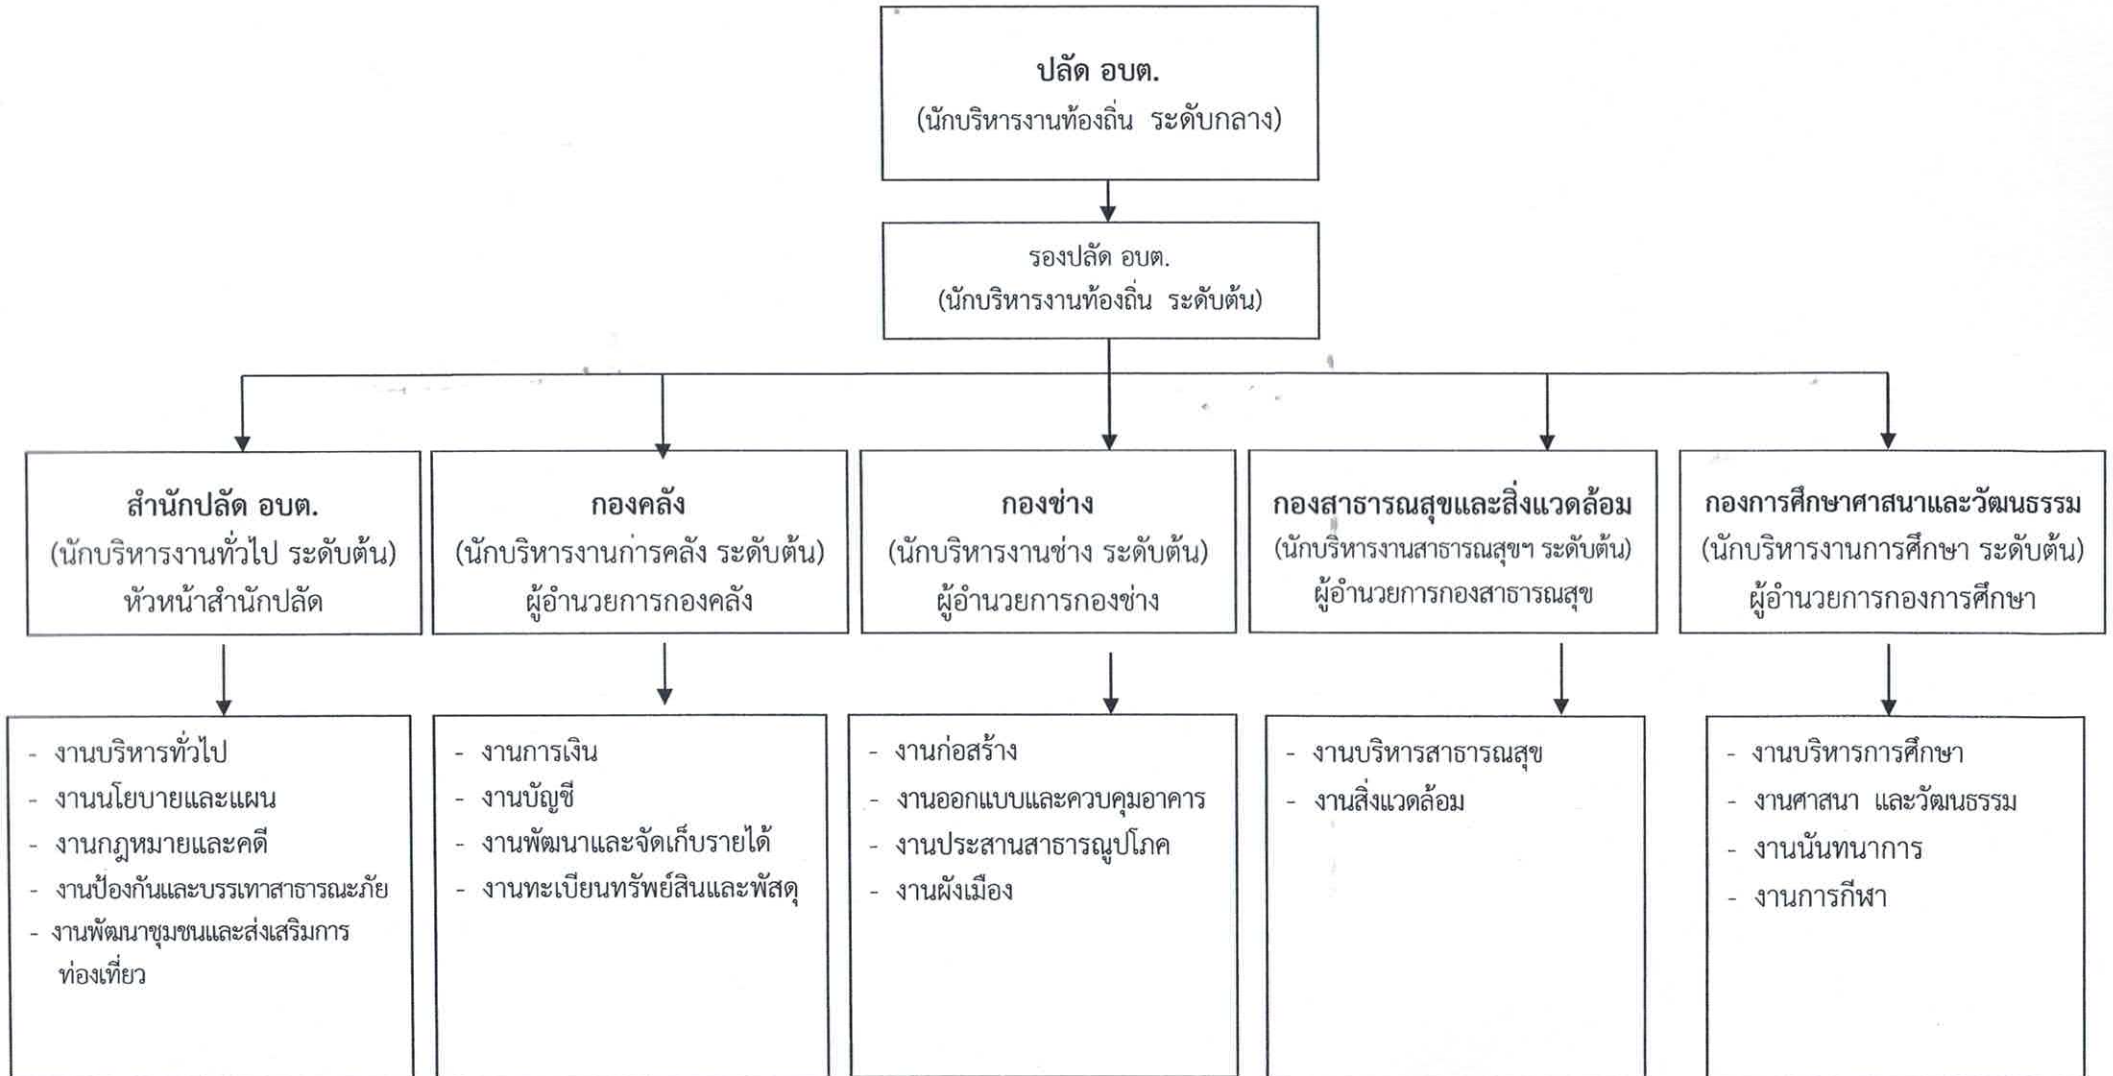 ปลัด อบต.
(นักบริหารงานท้องถิ่น ระดับกลาง)
รองปลัด อบต.
(นักบริหารงานท้องถิ่น ระดับต้น)
สำนักปลัด อบต.
(นักบริหารงานทั่วไป ระดับต้น)
หัวหน้าสำนักปลัด
กองคลัง
(นักบริหารงานการคลัง ระดับต้น)
ผู้อำนวยการกองคลัง
กองช่าง
(นักบริหารงานช่าง ระดับต้น)
ผู้อำนวยการกองช่าง
กองสาธารณสุขและสิ่งแวดล้อม
(นักบริหารงานสาธารณสุขฯ ระดับต้น)
ผู้อำนวยการกองสาธารณสุข
กองการศึกษาศาสนาและวัฒนธรรม
(นักบริหารงานการศึกษา ระดับต้น)
ผู้อำนวยการกองการศึกษา
- งานบริหารทั่วไป
- งานนโยบายและแผน
- งานกฎหมายและคดี
- งานป้องกันและบรรเทาสาธารณะภัย
- งานพัฒนาชุมชนและส่งเสริมการ
ท่องเที่ยว
- งานการเงิน
- งานบัญชี
- งานพัฒนาและจัดเก็บรายได้
- งานทะเบียนทรัพย์สินและพัสดุ
- งานก่อสร้าง
- งานออกแบบและควบคุมอาคาร
- งานประสานสาธารณูปโภค
- งานผังเมือง
- งานบริหารสาธารณสุข
- งานสิ่งแวดล้อม
- งานบริหารการศึกษา
- งานศาสนา และวัฒนธรรม
- งานนันทนาการ
- งานการกีฬา